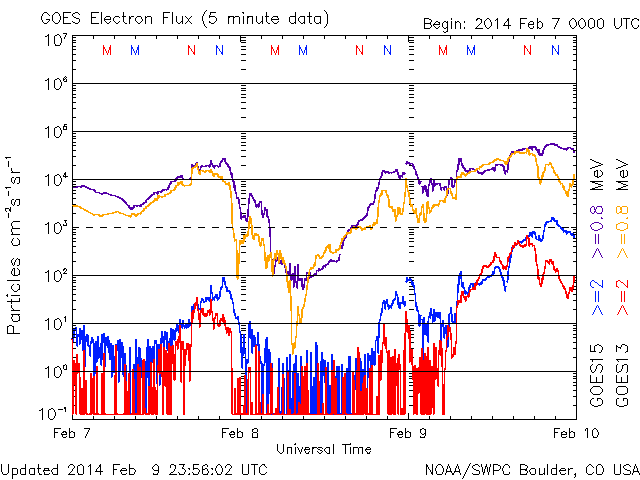 GOES Electron Flux (5 minute data)
Begin: 2014 Feb 7 0000 UTC
M M N N M M N N M M N N
10⁷
10⁶
10⁵
10⁴
10³
10²
10¹
10⁰
10⁻¹
Particles cm⁻²s⁻¹sr⁻¹
Feb 7 Feb 8 Feb 9 Feb 10
Universal Time
GOES15 >=2 >=0.8 MeV
GOES13 >=2 >=0.8 MeV
Updated 2014 Feb 9 23:56:02 UTC
NOAA/SWPC Boulder, CO USA